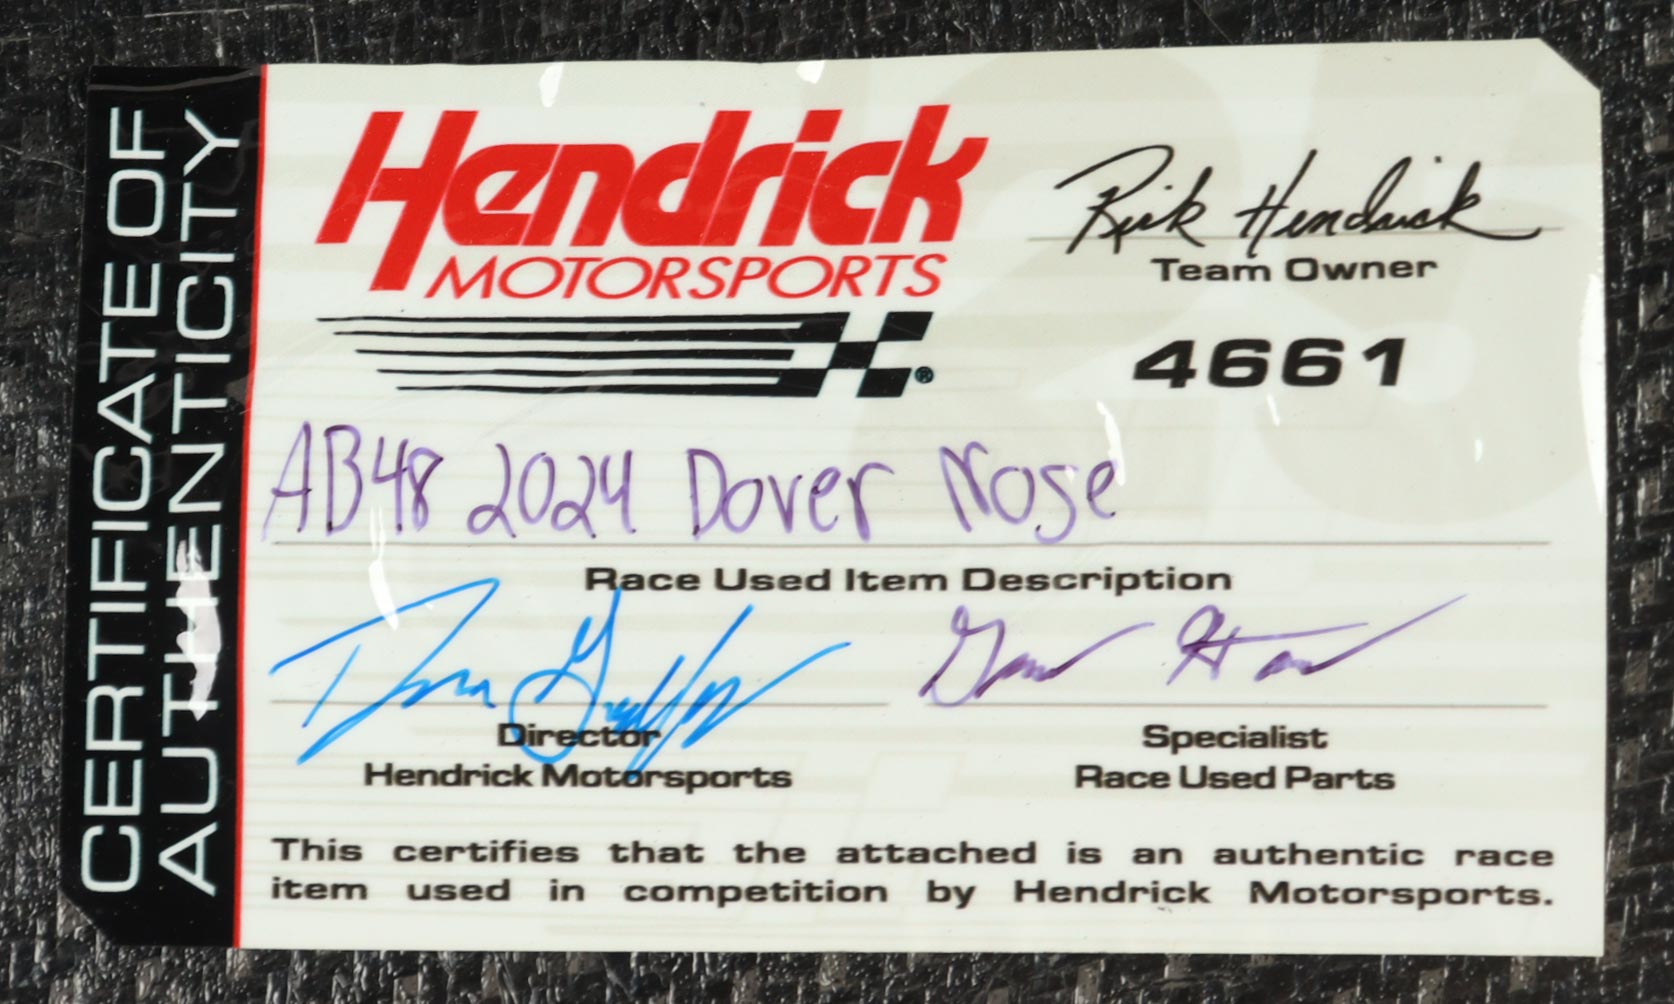 CERTIFICATE OF
AUTHENTICITY
Hendrick
MOTORSPORTS
®
Rick Hendrick
Team Owner
4661
AB48 2024 Dover Nose
Race Used Item Description
Director
Hendrick Motorsports
Specialist
Race Used Parts
This certifies that the attached is an authentic race
item used in competition by Hendrick Motorsports.